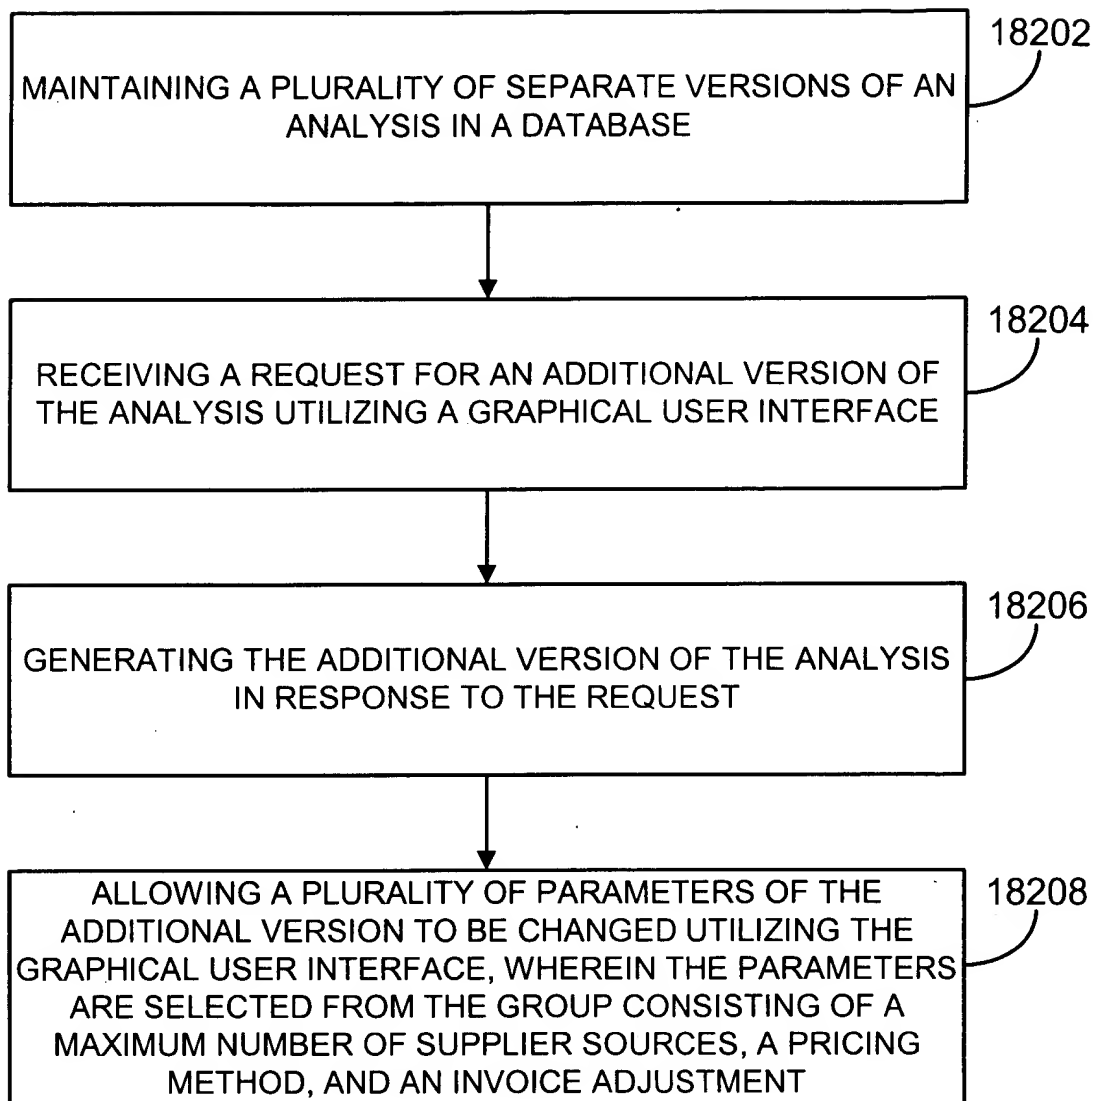 18202
MAINTAINING A PLURALITY OF SEPARATE VERSIONS OF AN
ANALYSIS IN A DATABASE
18204
RECEIVING A REQUEST FOR AN ADDITIONAL VERSION OF
THE ANALYSIS UTILIZING A GRAPHICAL USER INTERFACE
18206
GENERATING THE ADDITIONAL VERSION OF THE ANALYSIS
IN RESPONSE TO THE REQUEST
18208
ALLOWING A PLURALITY OF PARAMETERS OF THE
ADDITIONAL VERSION TO BE CHANGED UTILIZING THE
GRAPHICAL USER INTERFACE, WHEREIN THE PARAMETERS
ARE SELECTED FROM THE GROUP CONSISTING OF A
MAXIMUM NUMBER OF SUPPLIER SOURCES, A PRICING
METHOD, AND AN INVOICE ADJUSTMENT